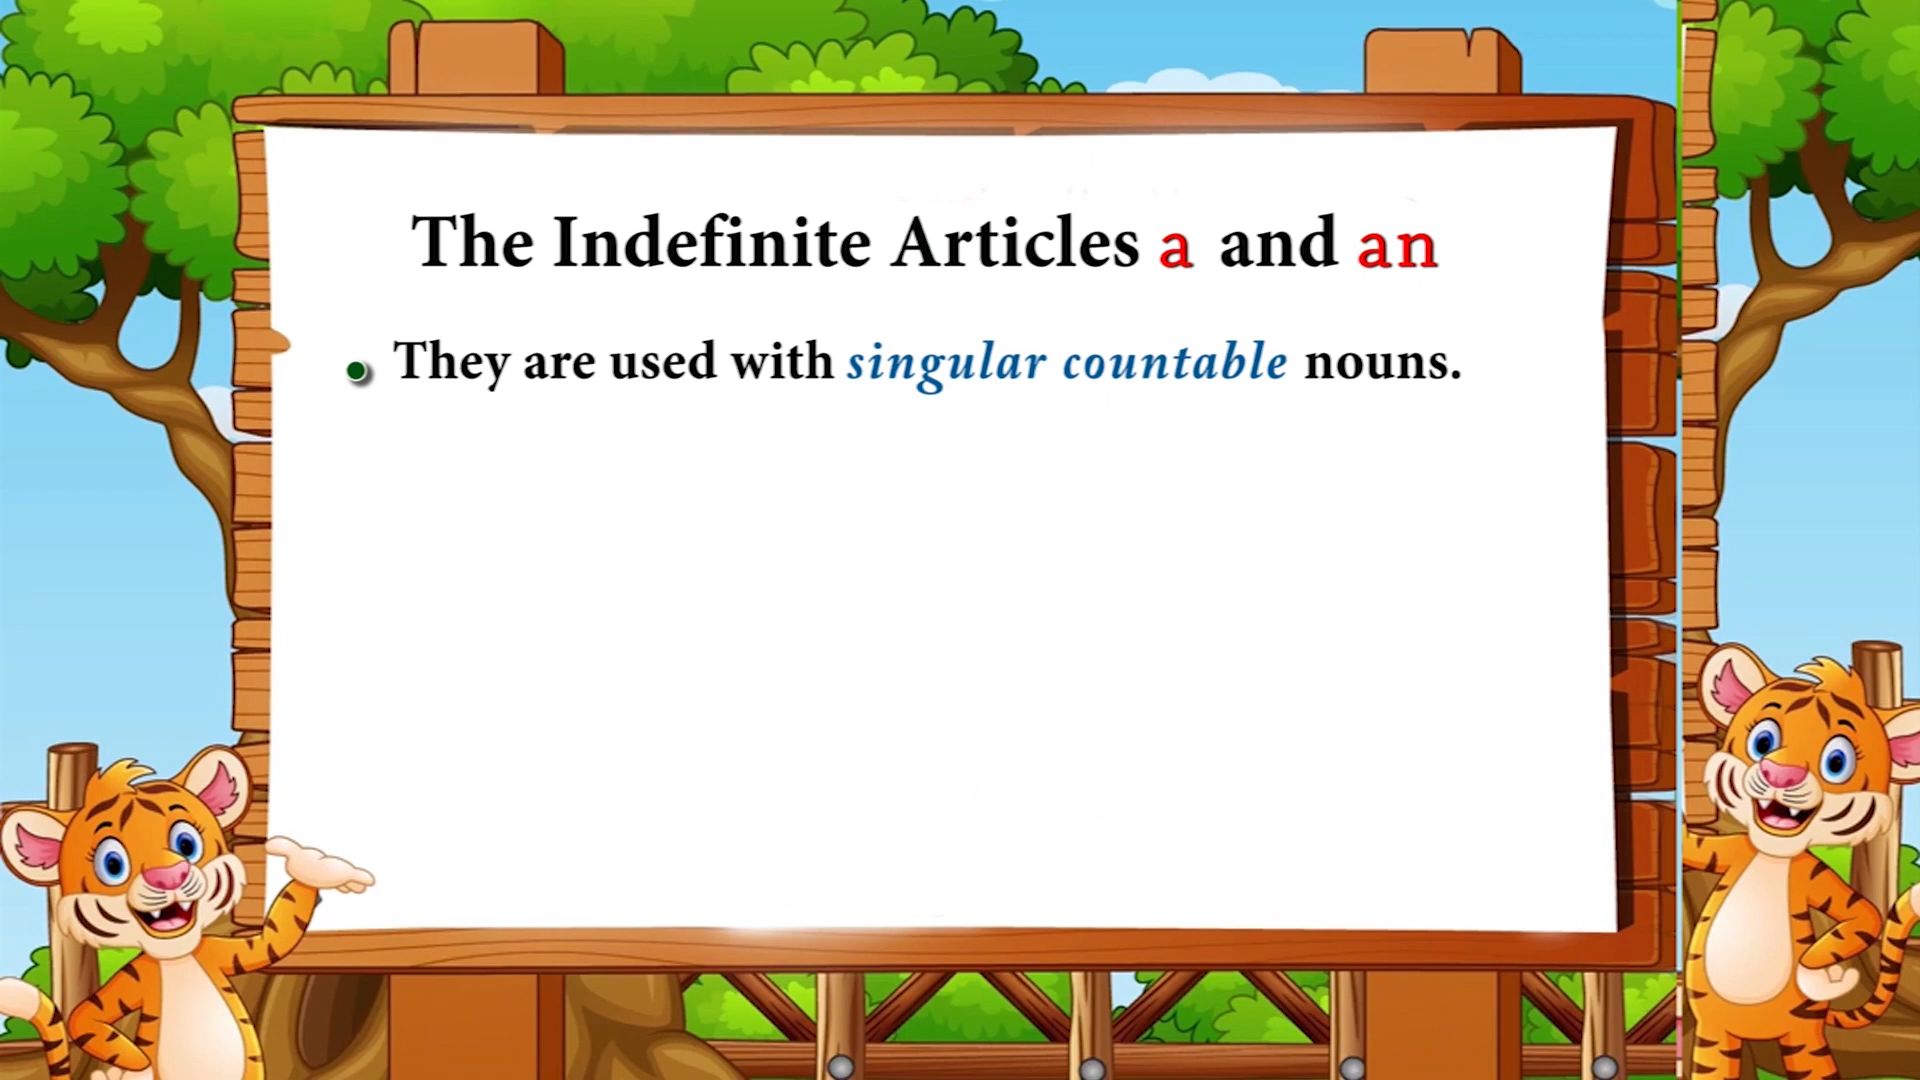 The Indefinite Articles a and an
• They are used with singular countable nouns.